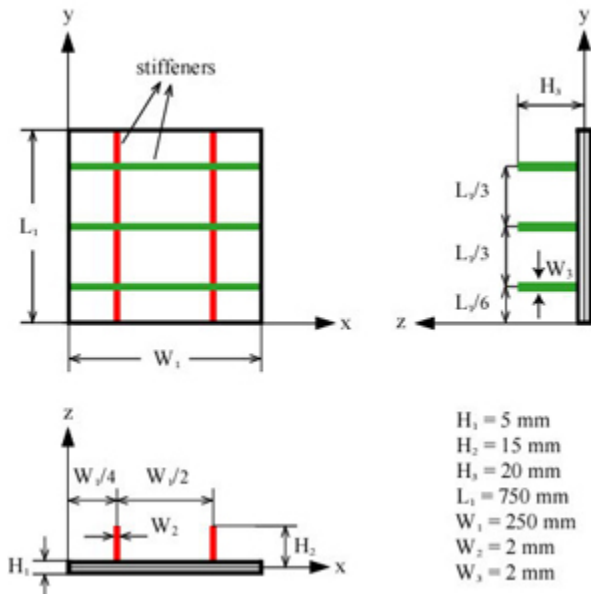 y
y
stiffeners
H₃
L₁/3
L₁
L₁/3
W₃
L₁/6
x
z
W₁
z
W₁/4
W₁/2
W₂
H₂
H₁
x
H₁ = 5 mm
H₂ = 15 mm
H₃ = 20 mm
L₁ = 750 mm
W₁ = 250 mm
W₂ = 2 mm
W₃ = 2 mm